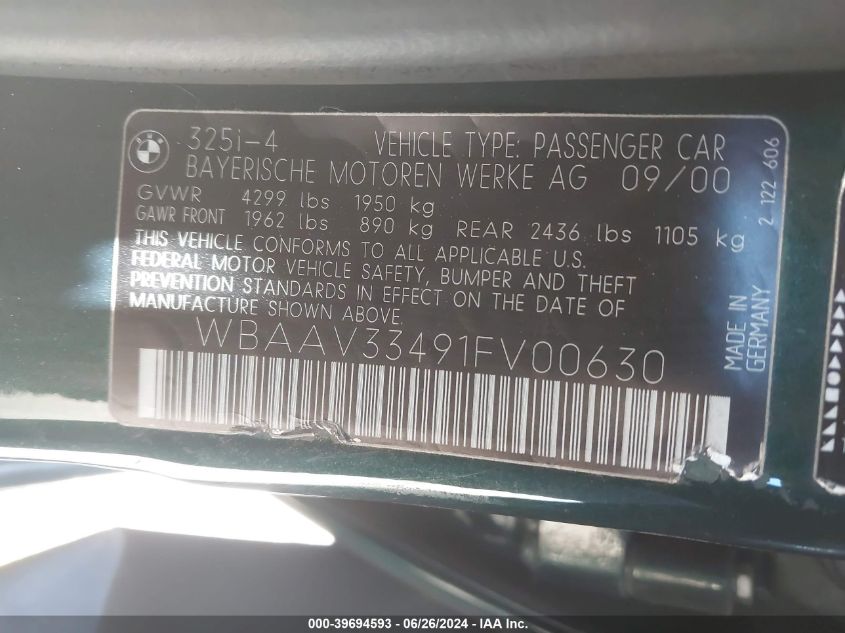 325i-4 VEHICLE TYPE: PASSENGER CAR
BAYERISCHE MOTOREN WERKE AG 09/00
GVWR 4299 lbs 1950 kg
GAWR FRONT 1962 lbs 890 kg REAR 2436 lbs 1105 kg
THIS VEHICLE CONFORMS TO ALL APPLICABLE U.S.
FEDERAL MOTOR VEHICLE SAFETY, BUMPER AND THEFT
PREVENTION STANDARDS IN EFFECT ON THE DATE OF
MANUFACTURE SHOWN ABOVE.
WBAAV33491FV00630
MADE IN
GERMANY
2 122 606
000-39694593 - 06/26/2024 - IAA Inc.